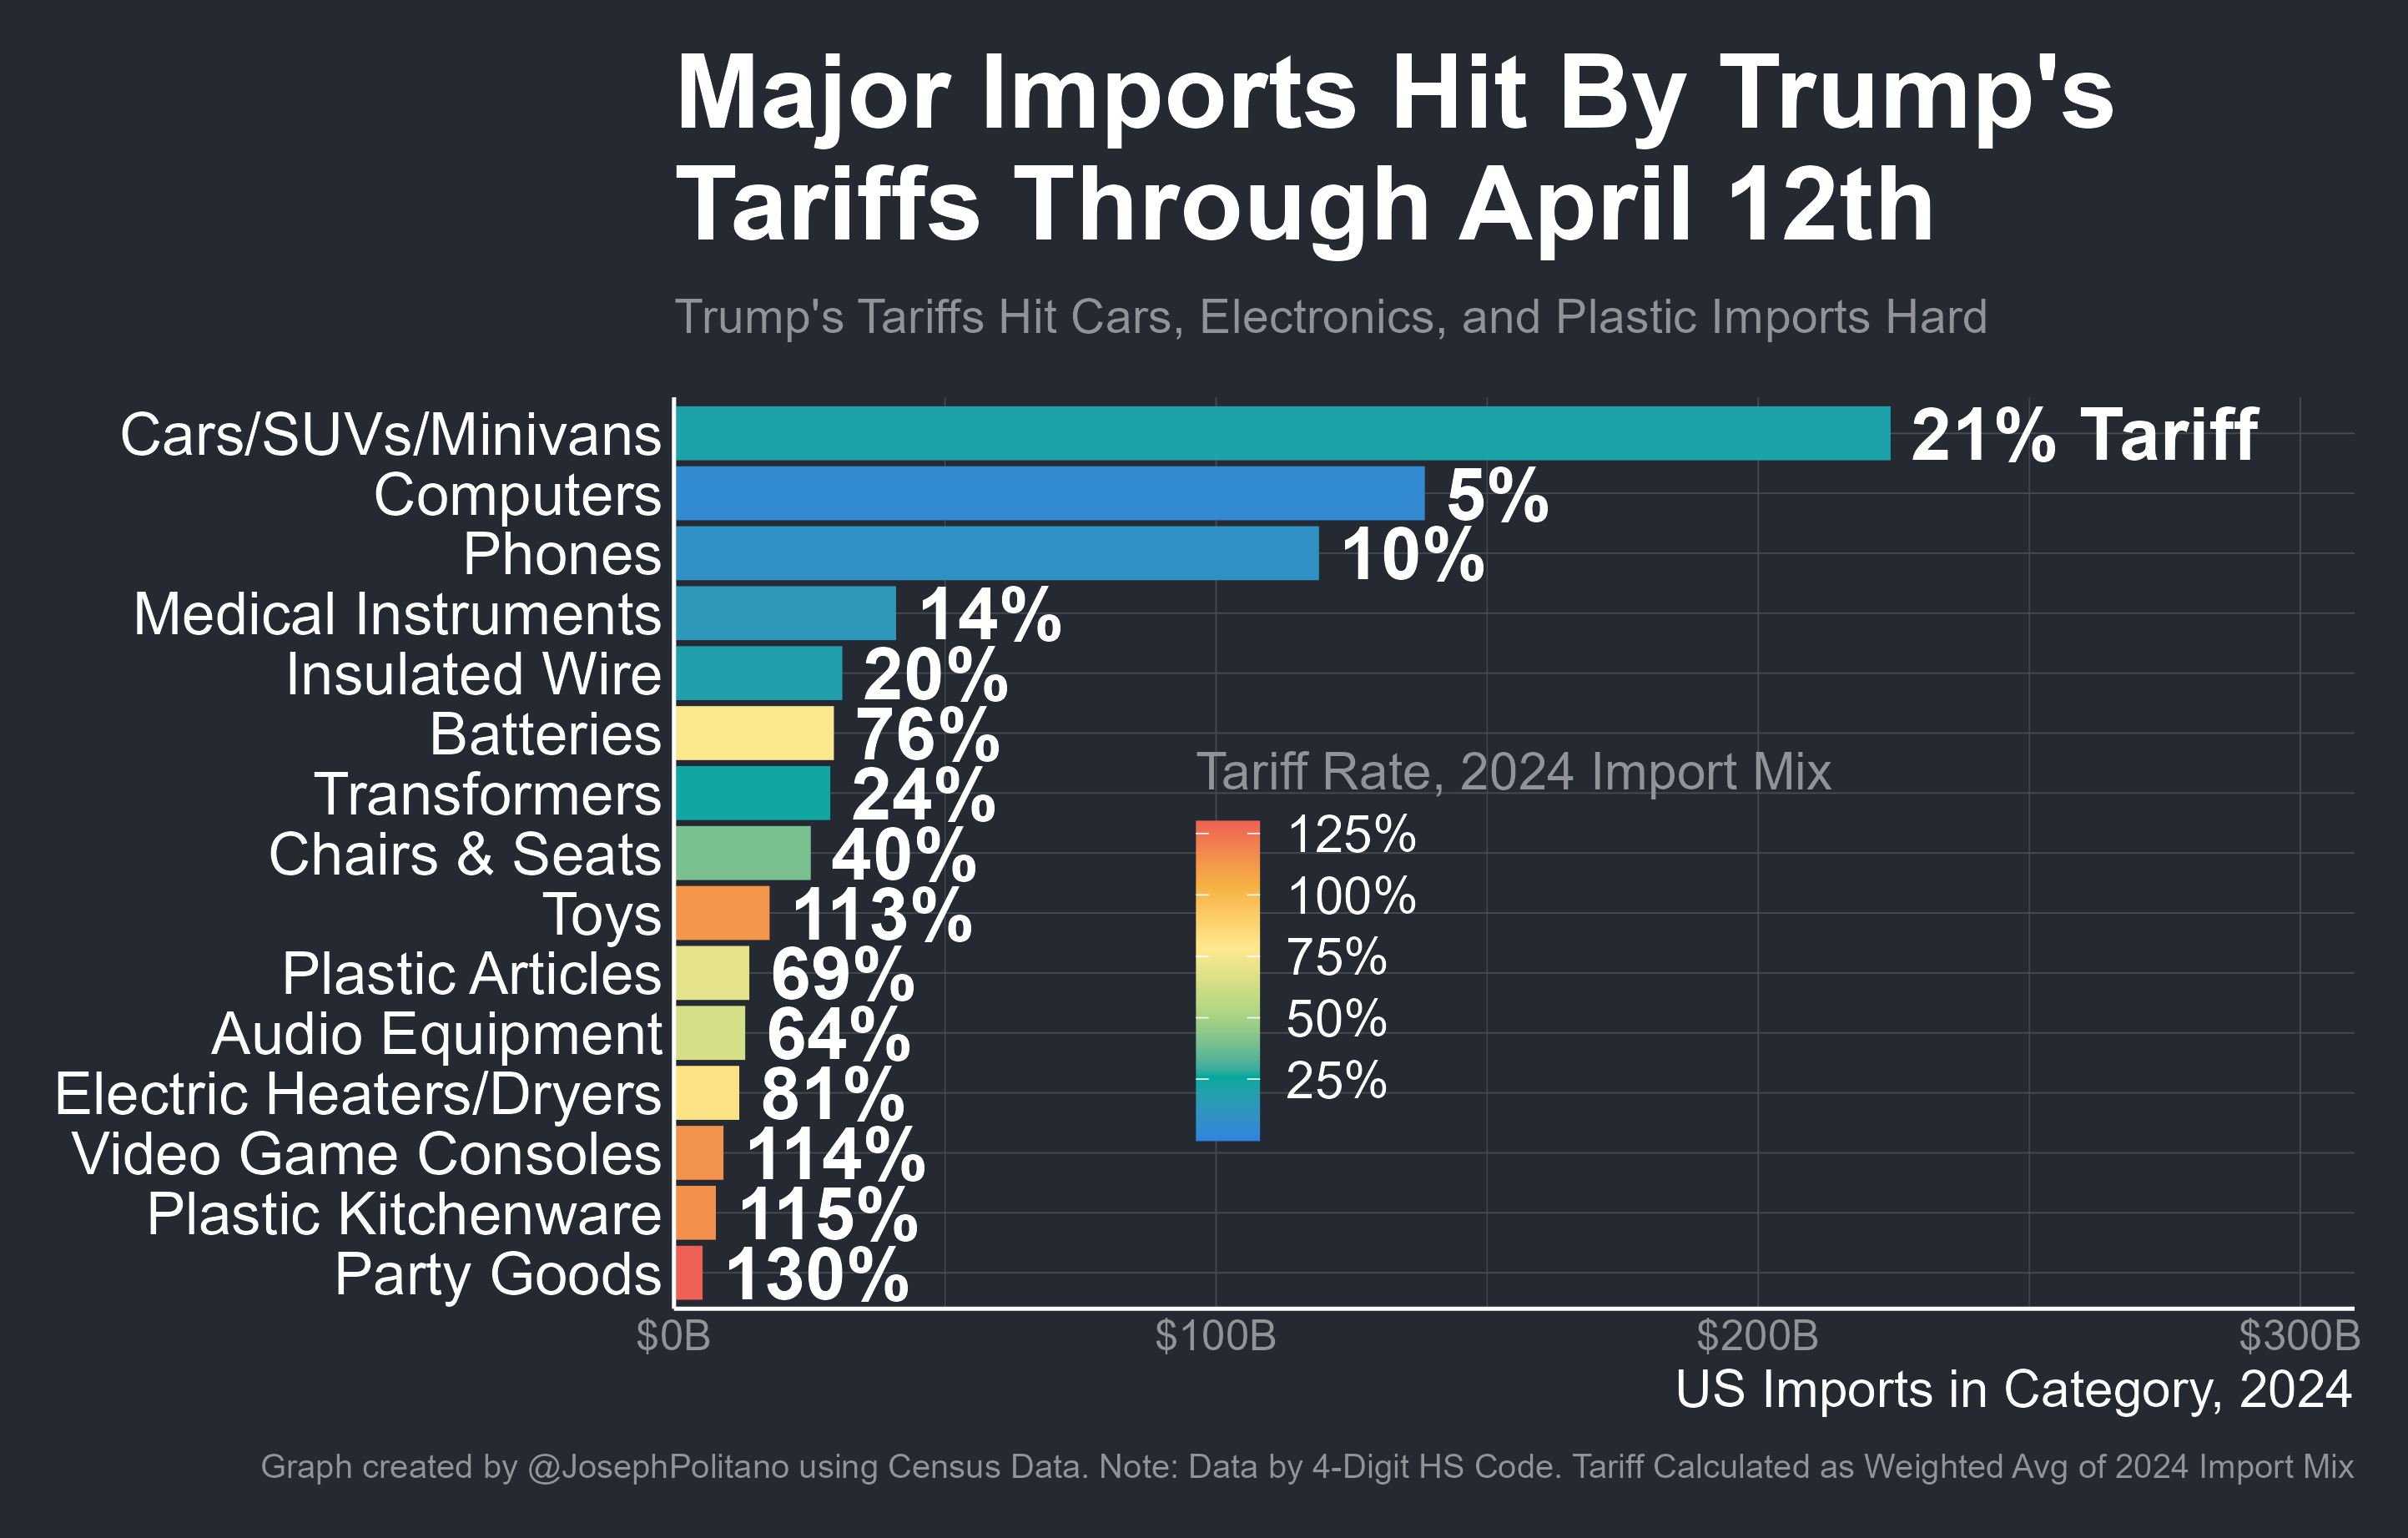 Major Imports Hit By Trump's
Tariffs Through April 12th
Trump's Tariffs Hit Cars, Electronics, and Plastic Imports Hard
Cars/SUVs/Minivans 21% Tariff
Computers 5%
Phones 10%
Medical Instruments 14%
Insulated Wire 20%
Batteries 76%
Transformers 24%
Chairs & Seats 40%
Toys 113%
Plastic Articles 69%
Audio Equipment 64%
Electric Heaters/Dryers 81%
Video Game Consoles 114%
Plastic Kitchenware 115%
Party Goods 130%
Tariff Rate, 2024 Import Mix
125%
100%
75%
50%
25%
$0B $100B $200B $300B
US Imports in Category, 2024
Graph created by @JosephPolitano using Census Data. Note: Data by 4-Digit HS Code. Tariff Calculated as Weighted Avg of 2024 Import Mix